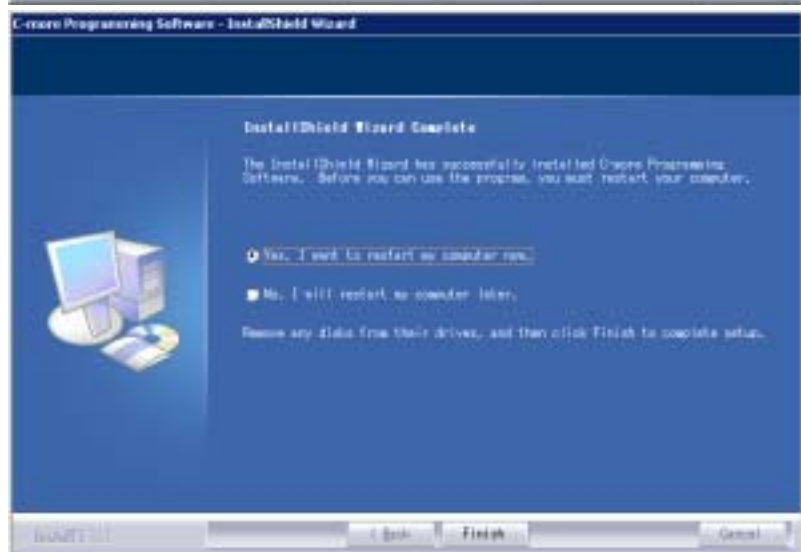 C-more Programming Software - InstallShield Wizard
InstallShield Wizard Complete
The InstallShield Wizard has successfully installed C-more Programming
Software. Before you can use the program, you must restart your computer.
Yes, I want to restart my computer now.
No, I will restart my computer later.
Remove any disks from their drives, and then click Finish to complete setup.
< Back Finish Cancel